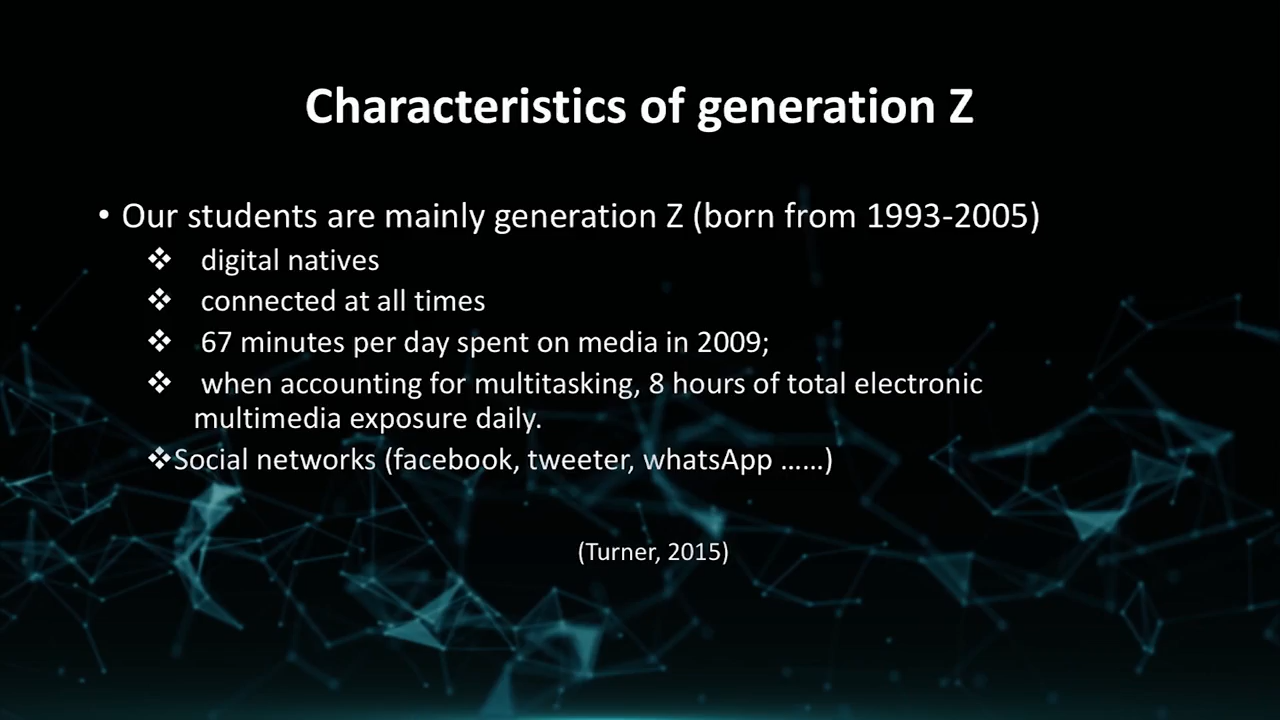 Characteristics of generation Z
• Our students are mainly generation Z (born from 1993-2005)
❖ digital natives
❖ connected at all times
❖ 67 minutes per day spent on media in 2009;
❖ when accounting for multitasking, 8 hours of total electronic
multimedia exposure daily.
❖Social networks (facebook, tweeter, whatsApp ……)
(Turner, 2015)